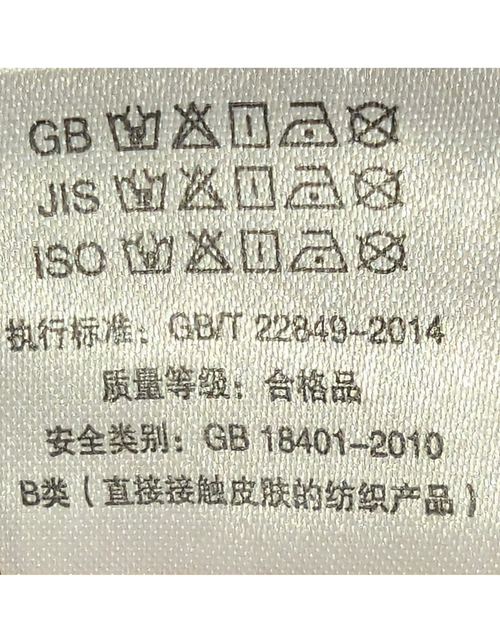 GB
JIS
ISO
执行标准：GB/T 22849-2014
质量等级：合格品
安全类别：GB 18401-2010
B类（直接接触皮肤的纺织产品）